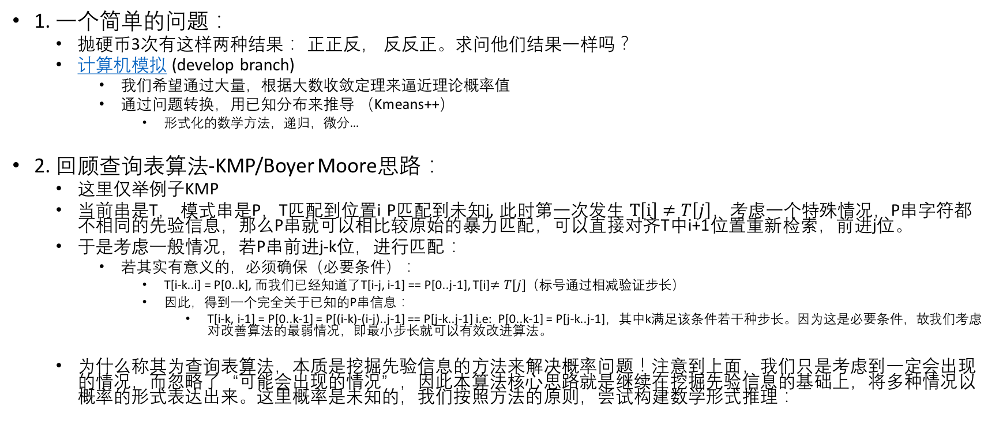 • 1. 一个简单的问题：
• 抛硬币3次有这样两种结果： 正正反， 反反正。求问他们结果一样吗？
• 计算机模拟 (develop branch)
• 我们希望通过大量，根据大数收敛定理来逼近理论概率值
• 通过问题转换，用已知分布来推导 （Kmeans++）
• 形式化的数学方法，递归，微分...
• 2. 回顾查询表算法-KMP/Boyer Moore思路：
• 这里仅举例子KMP
• 当前串是T， 模式串是P，T匹配到位置i P匹配到未知j, 此时第一次发生 T[i] ≠ T[j]，考虑一个特殊情况，P串字符都
不相同的先验信息，那么P串就可以相比较原始的暴力匹配，可以直接对齐T中i+1位置重新检索，前进j位。
• 于是考虑一般情况，若P串前进j-k位，进行匹配：
• 若其实有意义的，必须确保（必要条件）：
• T[i-k..i] = P[0..k], 而我们已经知道了T[i-j, i-1] == P[0..j-1], T[i]≠ T[j]（标号通过相减验证步长）
• 因此，得到一个完全关于已知的P串信息：
• T[i-k, i-1] = P[0..k-1] = P[(i-k)-(i-j)..j-1] == P[j-k..j-1] i.e: P[0..k-1] = P[j-k..j-1]，其中k满足该条件若干种步长。因为这是必要条件，故我们考虑
对改善算法的最弱情况，即最小步长就可以有效改进算法。
• 为什么称其为查询表算法，本质是挖掘先验信息的方法来解决概率问题！注意到上面，我们只是考虑到一定会出现
的情况，而忽略了“可能会出现的情况”，因此本算法核心思路就是继续在挖掘先验信息的基础上，将多种情况以
概率的形式表达出来。这里概率是未知的，我们按照方法的原则，尝试构建数学形式推理：